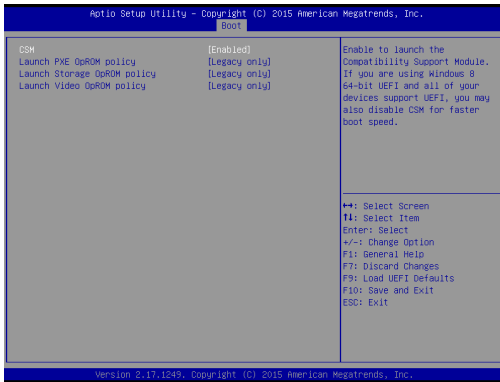 Aptio Setup Utility – Copyright (C) 2015 American Megatrends, Inc.
Boot
CSM [Enabled]
Launch PXE OpROM policy [Legacy only]
Launch Storage OpROM policy [Legacy only]
Launch Video OpROM policy [Legacy only]
Enable to launch the
Compatibility Support Module.
If you are using Windows 8
64-bit UEFI and all of your
devices support UEFI, you may
also disable CSM for faster
boot speed.
↔: Select Screen
↑↓: Select Item
Enter: Select
+/-: Change Option
F1: General Help
F7: Discard Changes
F9: Load UEFI Defaults
F10: Save and Exit
ESC: Exit
Version 2.17.1249. Copyright (C) 2015 American Megatrends, Inc.